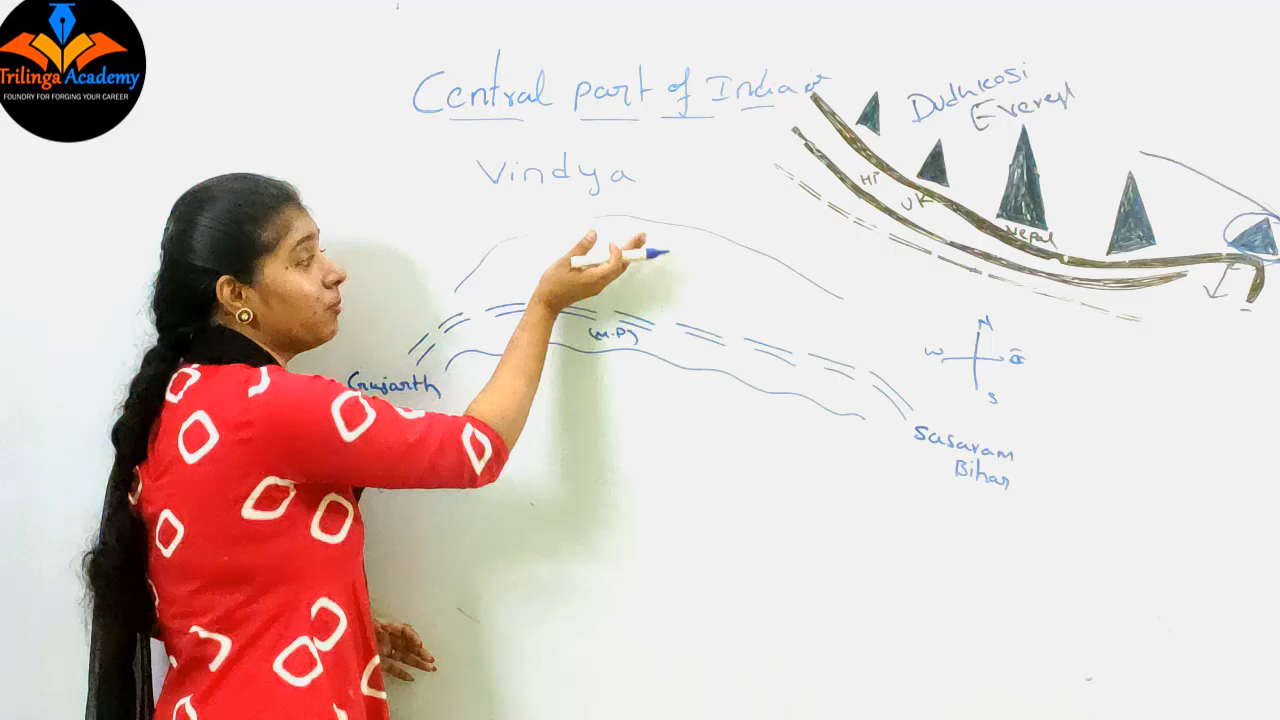 Trilinga Academy
FOUNDRY FOR FORGING YOUR CAREER
Central part of India
Dudhkosi
Everest
Vindya
HP
UK
Nepal
(M.P)
Gujarth
N
W
E
S
Sasaram
Bihar